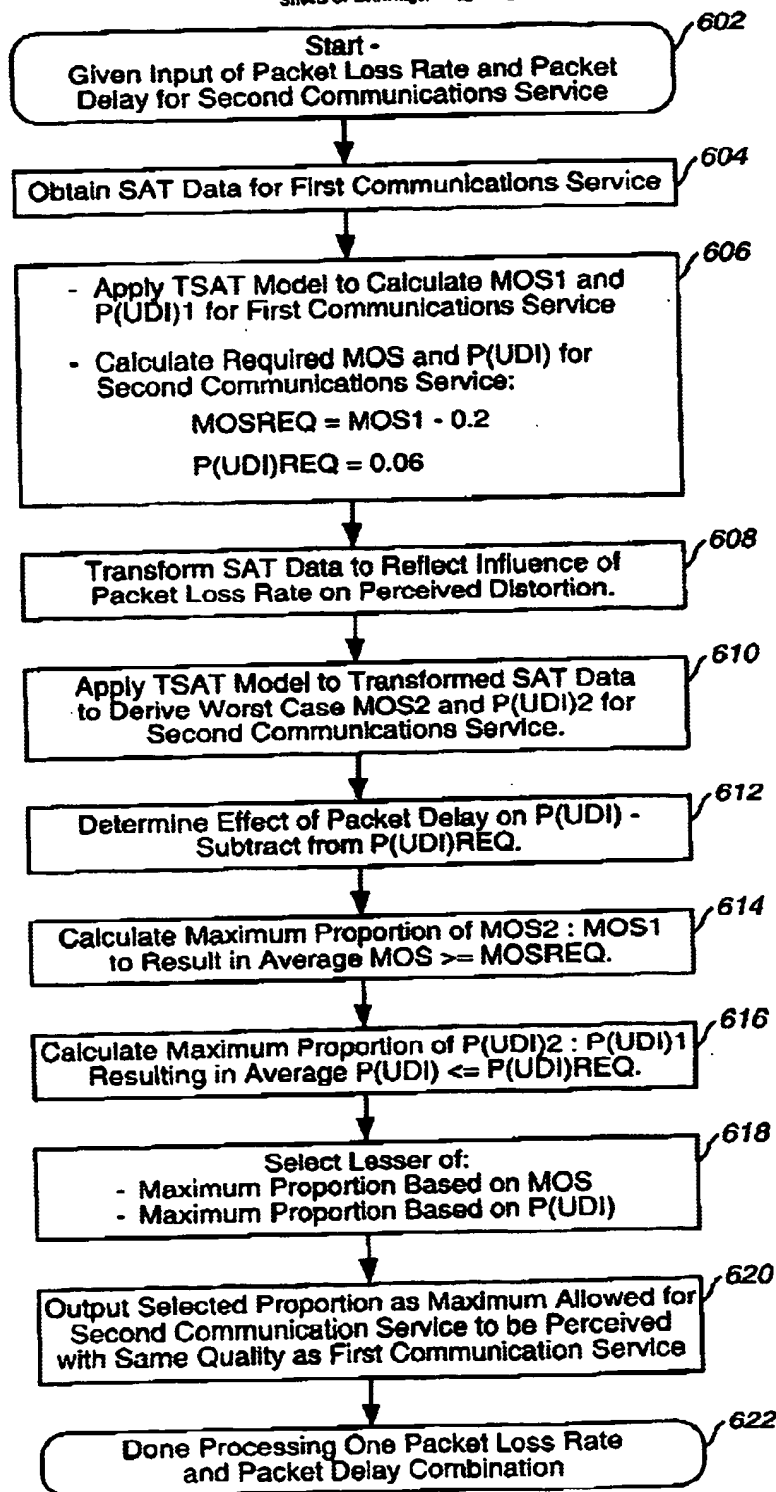 602
Start -
Given Input of Packet Loss Rate and Packet
Delay for Second Communications Service
604
Obtain SAT Data for First Communications Service
606
- Apply TSAT Model to Calculate MOS1 and
P(UDI)1 for First Communications Service
- Calculate Required MOS and P(UDI) for
Second Communications Service:
MOSREQ = MOS1 - 0.2
P(UDI)REQ = 0.06
608
Transform SAT Data to Reflect Influence of
Packet Loss Rate on Perceived Distortion.
610
Apply TSAT Model to Transformed SAT Data
to Derive Worst Case MOS2 and P(UDI)2 for
Second Communications Service.
612
Determine Effect of Packet Delay on P(UDI) -
Subtract from P(UDI)REQ.
614
Calculate Maximum Proportion of MOS2 : MOS1
to Result in Average MOS >= MOSREQ.
616
Calculate Maximum Proportion of P(UDI)2 : P(UDI)1
Resulting in Average P(UDI) <= P(UDI)REQ.
618
Select Lesser of:
- Maximum Proportion Based on MOS
- Maximum Proportion Based on P(UDI)
620
Output Selected Proportion as Maximum Allowed for
Second Communication Service to be Perceived
with Same Quality as First Communication Service
622
Done Processing One Packet Loss Rate
and Packet Delay Combination